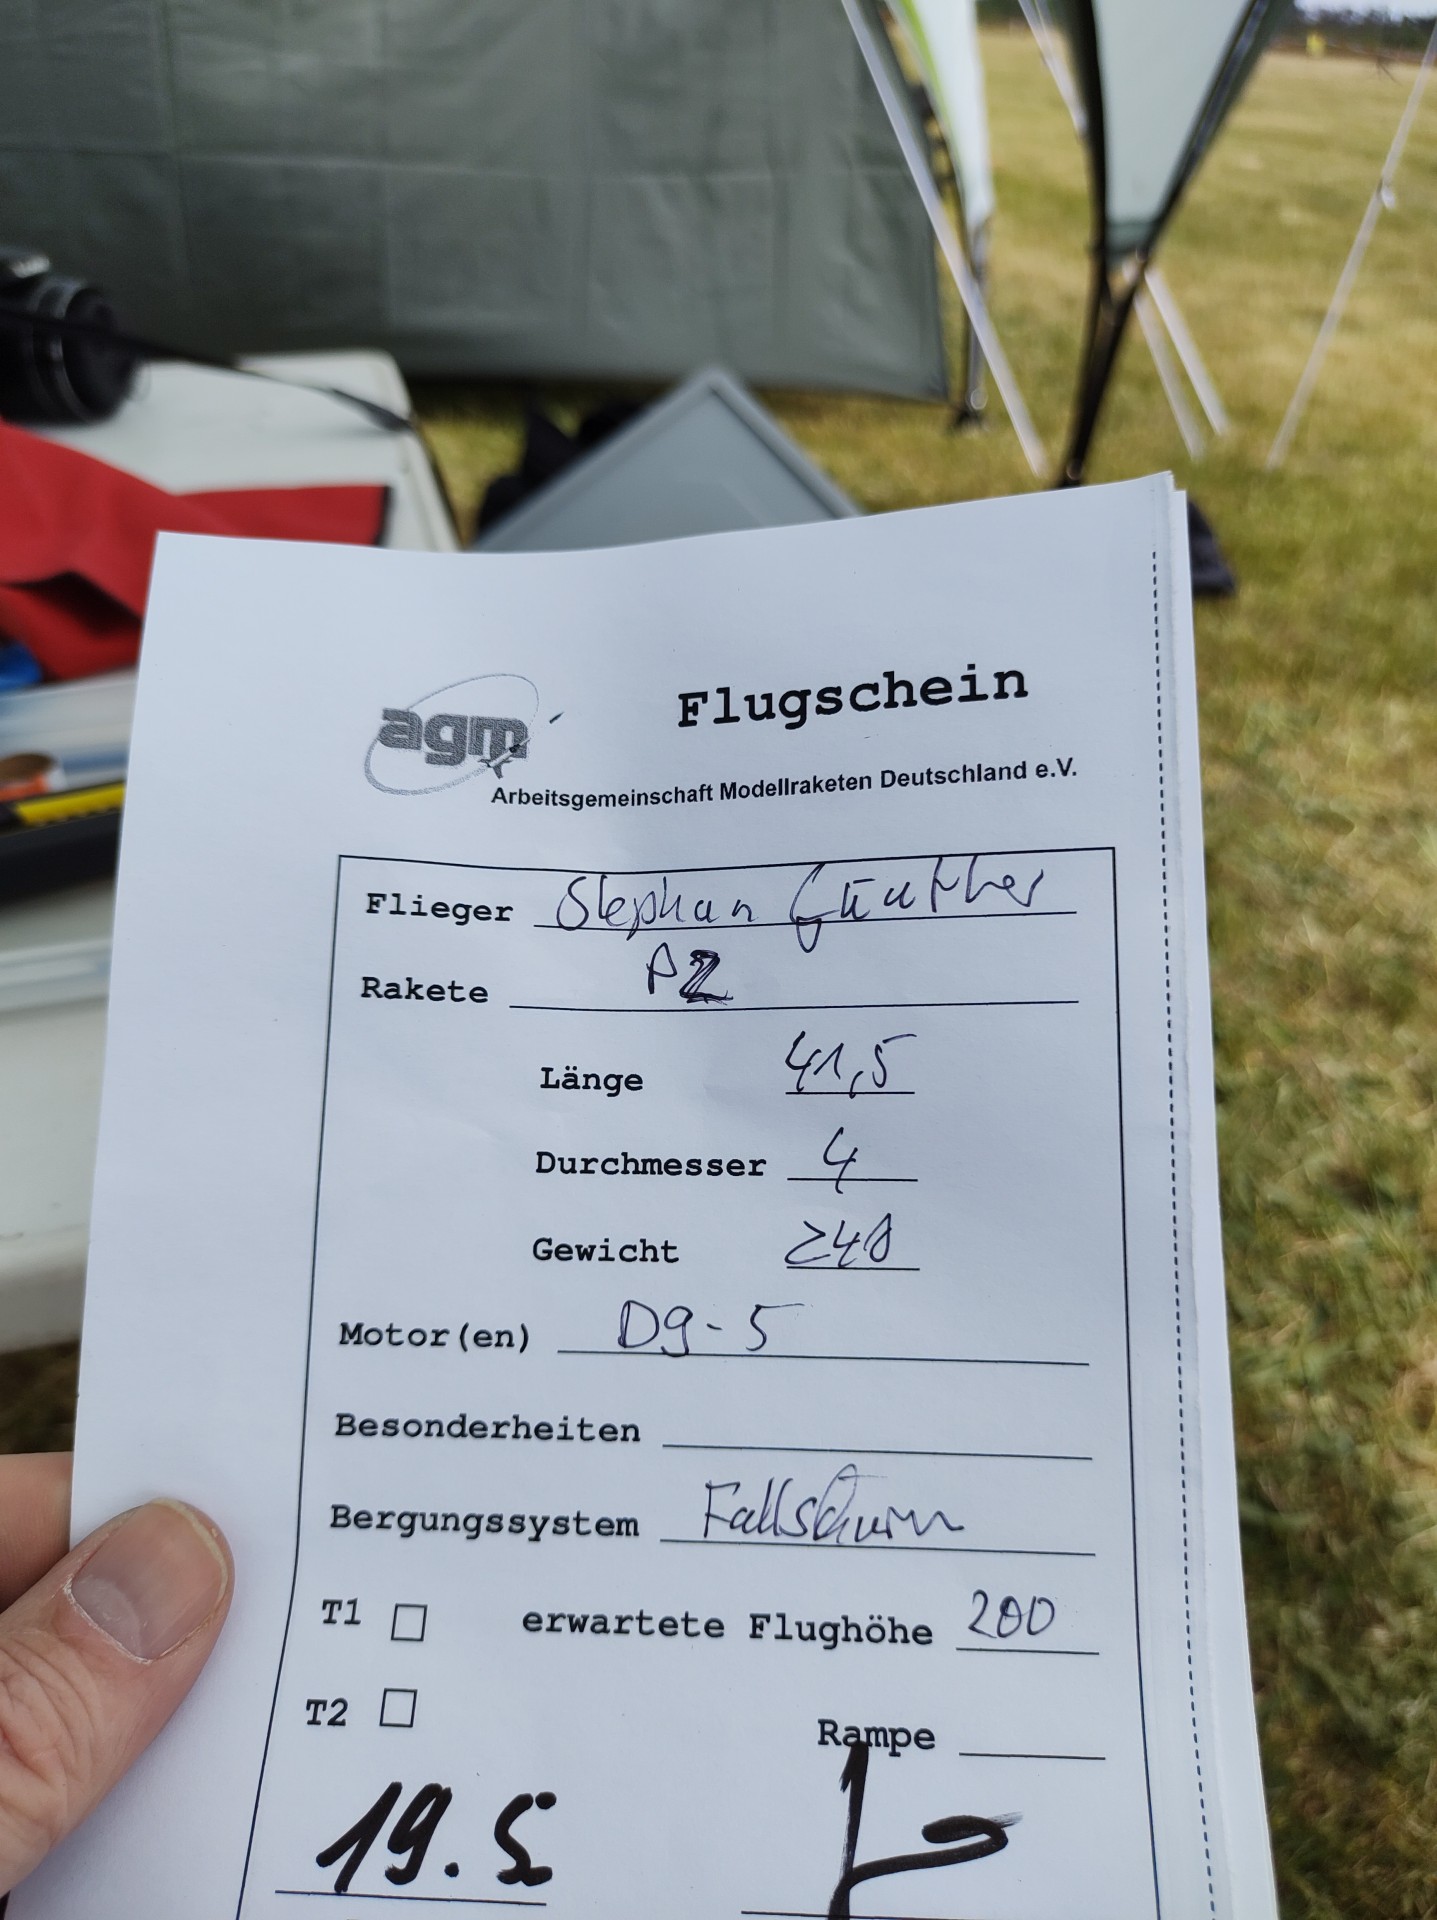 agm
Flugschein
Arbeitsgemeinschaft Modellraketen Deutschland e.V.
Flieger Stephan Günther
Rakete P2
Länge 41,5
Durchmesser 4
Gewicht 240
Motor(en) D9-5
Besonderheiten
Bergungssystem Fallschirm
T1 erwartete Flughöhe 200
T2 Rampe
19.5